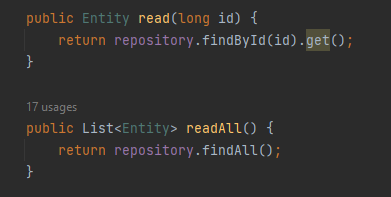 public Entity read(long id) {
    return repository.findById(id).get();
}
17 usages
public List<Entity> readAll() {
    return repository.findAll();
}